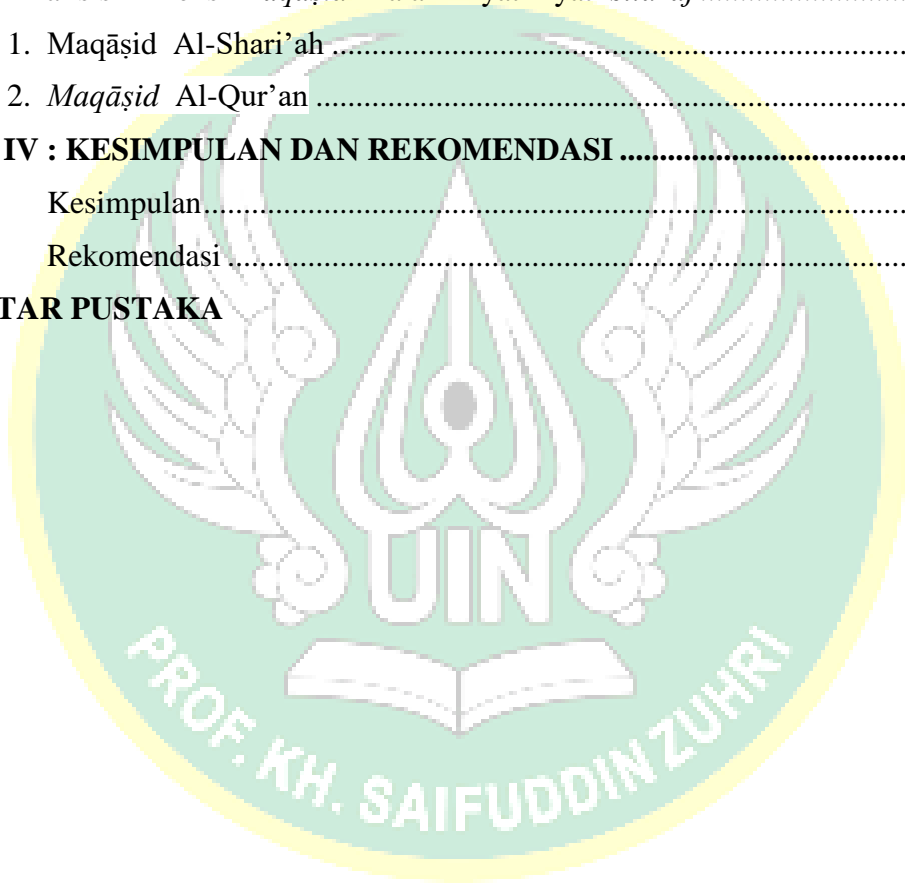 1. Maqāṣid Al-Shari’ah ........................................................................
2. Maqāṣid Al-Qur’an ..........................................................................
IV : KESIMPULAN DAN REKOMENDASI ....................................
Kesimpulan........................................................................................
Rekomendasi .....................................................................................
TAR PUSTAKA
UIN
PROF. KH. SAIFUDDIN ZUHRI